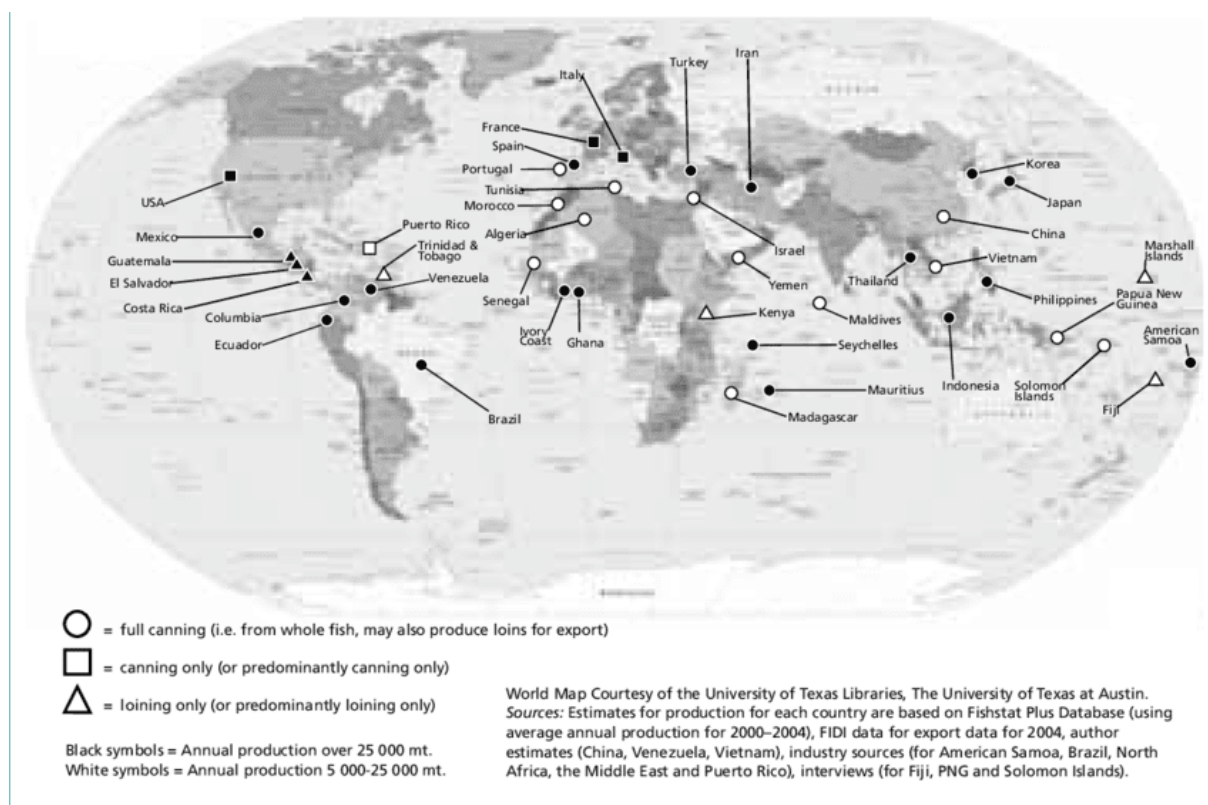 Iran
Turkey
Italy
France
Spain
Portugal
Tunisia
Morocco
Algeria
Senegal
Ivory
Coast
Ghana
USA
Mexico
Guatemala
El Salvador
Costa Rica
Columbia
Ecuador
Puerto Rico
Trinidad &
Tobago
Venezuela
Brazil
Israel
Yemen
Kenya
Maldives
Seychelles
Mauritius
Madagascar
Korea
Japan
China
Vietnam
Thailand
Philippines
Indonesia
Marshall
Islands
Papua New
Guinea
American
Samoa
Solomon
Islands
Fiji
= full canning (i.e. from whole fish, may also produce loins for export)
= canning only (or predominantly canning only)
= loining only (or predominantly loining only)
Black symbols = Annual production over 25 000 mt.
White symbols = Annual production 5 000-25 000 mt.
World Map Courtesy of the University of Texas Libraries, The University of Texas at Austin.
Sources: Estimates for production for each country are based on Fishstat Plus Database (using
average annual production for 2000–2004), FIDI data for export data for 2004, author
estimates (China, Venezuela, Vietnam), industry sources (for American Samoa, Brazil, North
Africa, the Middle East and Puerto Rico), interviews (for Fiji, PNG and Solomon Islands).